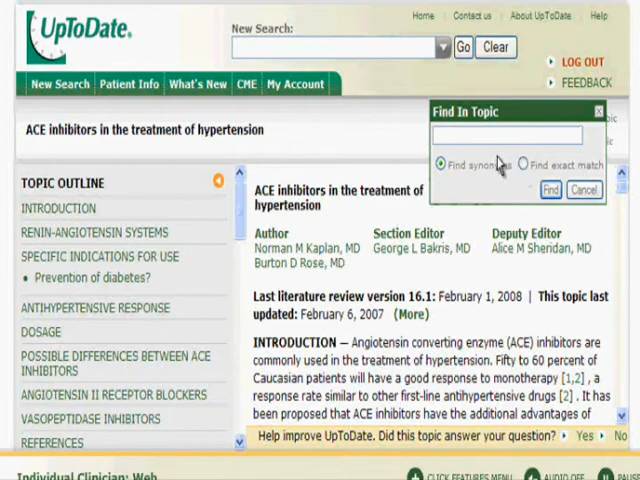 UpToDate.
Home Contact us About UpToDate Help
New Search:
Go Clear
LOG OUT
FEEDBACK
New Search Patient Info What's New CME My Account
ACE inhibitors in the treatment of hypertension
Find In Topic
Find exact match
Find Cancel
TOPIC OUTLINE
INTRODUCTION
RENIN-ANGIOTENSIN SYSTEMS
SPECIFIC INDICATIONS FOR USE
• Prevention of diabetes?
ANTIHYPERTENSIVE RESPONSE
DOSAGE
POSSIBLE DIFFERENCES BETWEEN ACE
INHIBITORS
ANGIOTENSIN II RECEPTOR BLOCKERS
VASOPEPTIDASE INHIBITORS
REFERENCES
ACE inhibitors in the treatment of
hypertension
Author Section Editor Deputy Editor
Norman M Kaplan, MD George L Bakris, MD Alice M Sheridan, MD
Burton D Rose, MD
Last literature review version 16.1: February 1, 2008 | This topic last
updated: February 6, 2007 (More)
INTRODUCTION — Angiotensin converting enzyme (ACE) inhibitors are
commonly used in the treatment of hypertension. Fifty to 60 percent of
Caucasian patients will have a good response to monotherapy [1,2] , a
response rate similar to other first-line antihypertensive drugs [2] . It has
been proposed that ACE inhibitors have the additional advantages of
Help improve UpToDate. Did this topic answer your question? Yes No
Individual Clinician: Web
CLICK FEATURES MENU AUDIO OFF PAUS